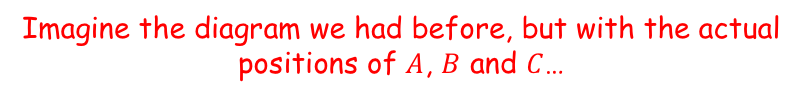 Imagine the diagram we had before, but with the actual
positions of A, B and C...